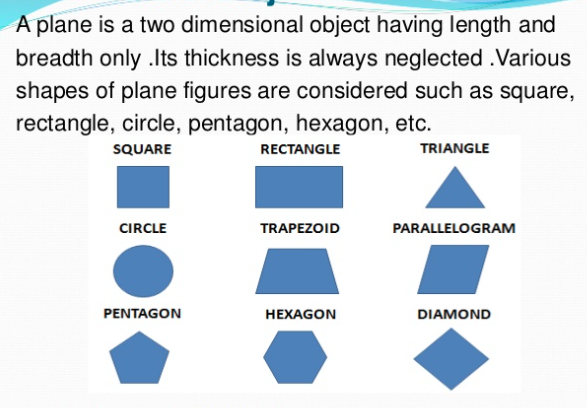 A plane is a two dimensional object having length and
breadth only .Its thickness is always neglected .Various
shapes of plane figures are considered such as square,
rectangle, circle, pentagon, hexagon, etc.
SQUARE RECTANGLE TRIANGLE
CIRCLE TRAPEZOID PARALLELOGRAM
PENTAGON HEXAGON DIAMOND